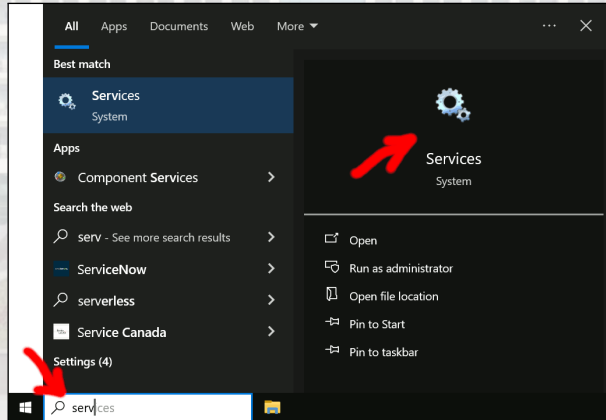 All Apps Documents Web More
Best match
Services
System
Apps
Component Services
Search the web
serv - See more search results
ServiceNow
serverless
Service Canada
Settings (4)
services
Services
System
Open
Run as administrator
Open file location
Pin to Start
Pin to taskbar